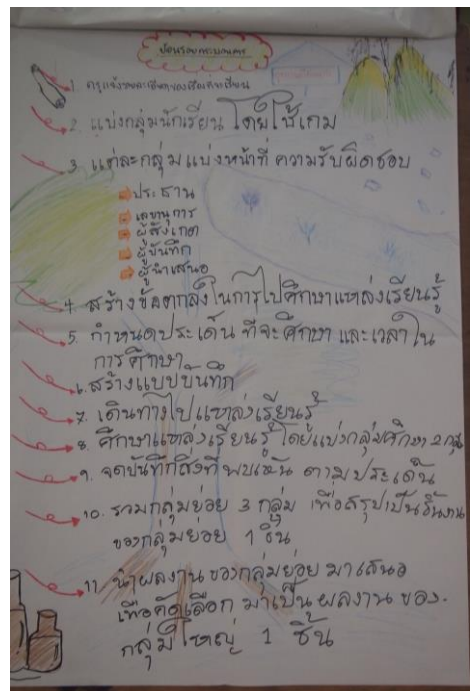 ย้อนรอยกระบวนการ
1. ครูแจ้งรายละเอียดของเรื่องที่จะเรียน
2. แบ่งกลุ่มนักเรียน โดยใช้เกม
3. แต่ละกลุ่มแบ่งหน้าที่ ความรับผิดชอบ
ประธาน
เลขานุการ
ผู้สังเกต
ผู้บันทึก
ผู้นำเสนอ
4. สร้างข้อตกลงในการไปศึกษาแหล่งเรียนรู้
5. กำหนดประเด็น ที่จะศึกษา และเวลาใน
การศึกษา
6. สร้างแบบบันทึก
7. เดินทางไปแหล่งเรียนรู้
8. ศึกษาแหล่งเรียนรู้ โดยแบ่งกลุ่มศึกษา
9. จดบันทึกสิ่งที่พบเห็น ตามประเด็น
10. รวมกลุ่มย่อย 3 กลุ่ม เพื่อสรุปเป็นชิ้นงาน
ของกลุ่มย่อย 1 ชิ้น
11 นำผลงานของกลุ่มย่อย มาเสนอ
เพื่อคัดเลือก มาเป็น ผลงาน ของ
กลุ่มใหญ่ 1 ชิ้น